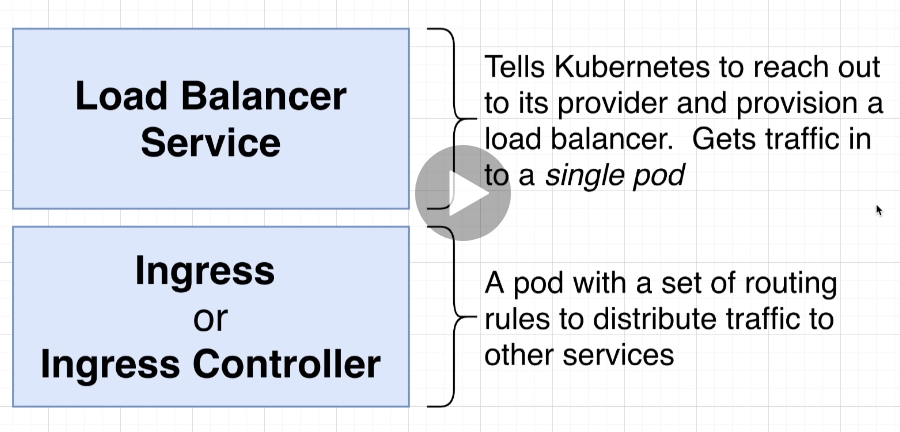 Load Balancer
Service
Tells Kubernetes to reach out
to its provider and provision a
load balancer.  Gets traffic in
to a single pod
Ingress
or
Ingress Controller
A pod with a set of routing
rules to distribute traffic to
other services